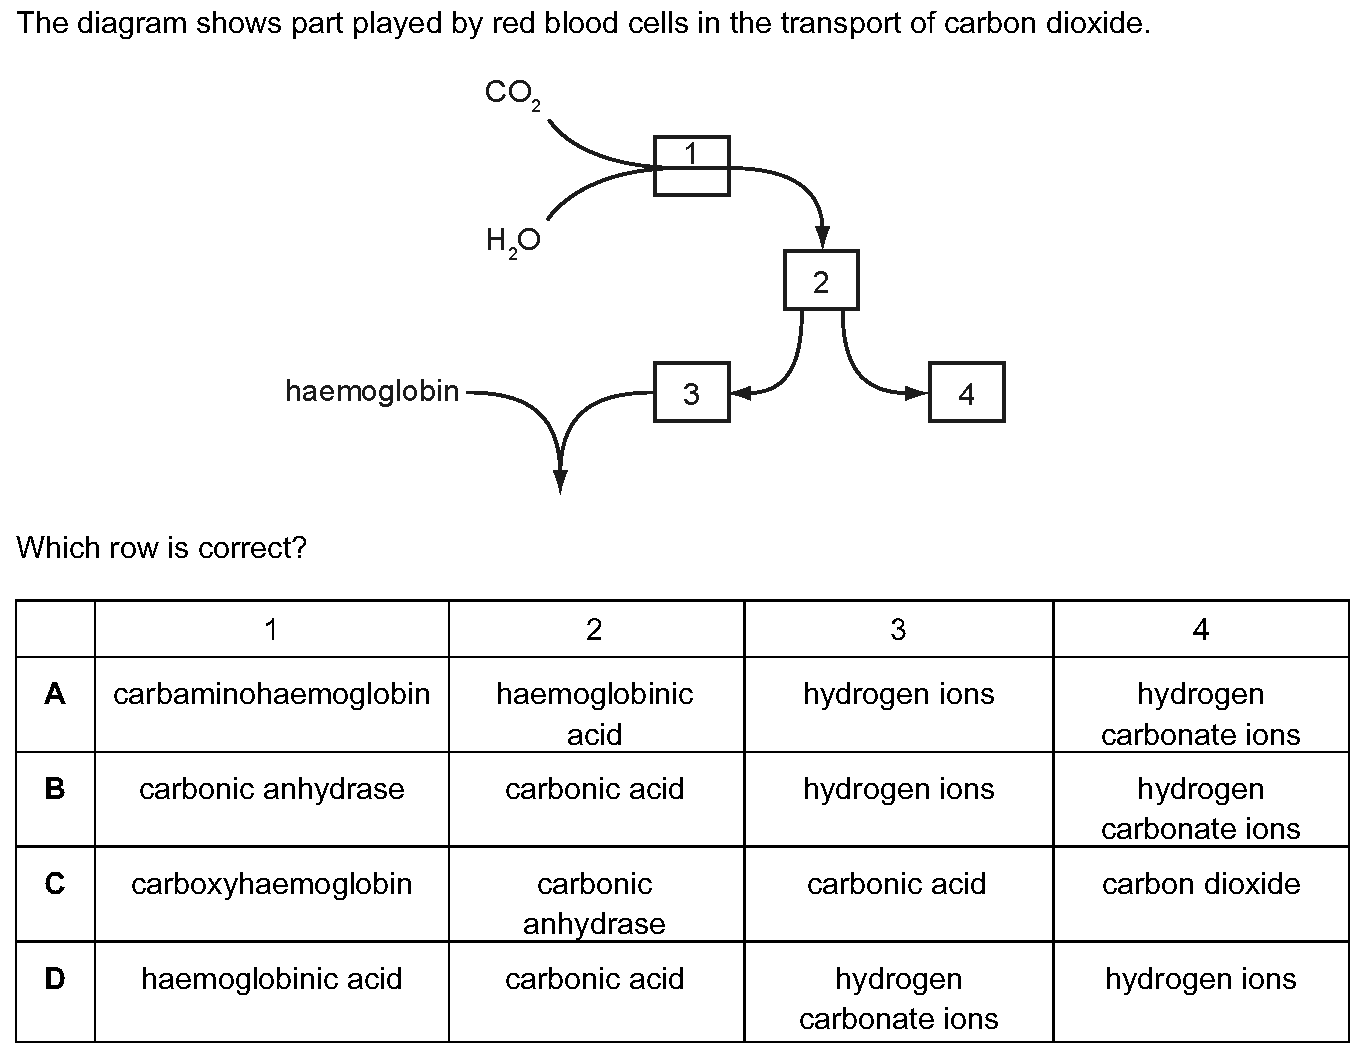 The diagram shows part played by red blood cells in the transport of carbon dioxide.
CO₂
1
H₂O
2
haemoglobin
3
4
Which row is correct?
1 2 3 4
A carbaminohaemoglobin haemoglobinic acid hydrogen ions hydrogen carbonate ions
B carbonic anhydrase carbonic acid hydrogen ions hydrogen carbonate ions
C carboxyhaemoglobin carbonic anhydrase carbonic acid carbon dioxide
D haemoglobinic acid carbonic acid hydrogen carbonate ions hydrogen ions